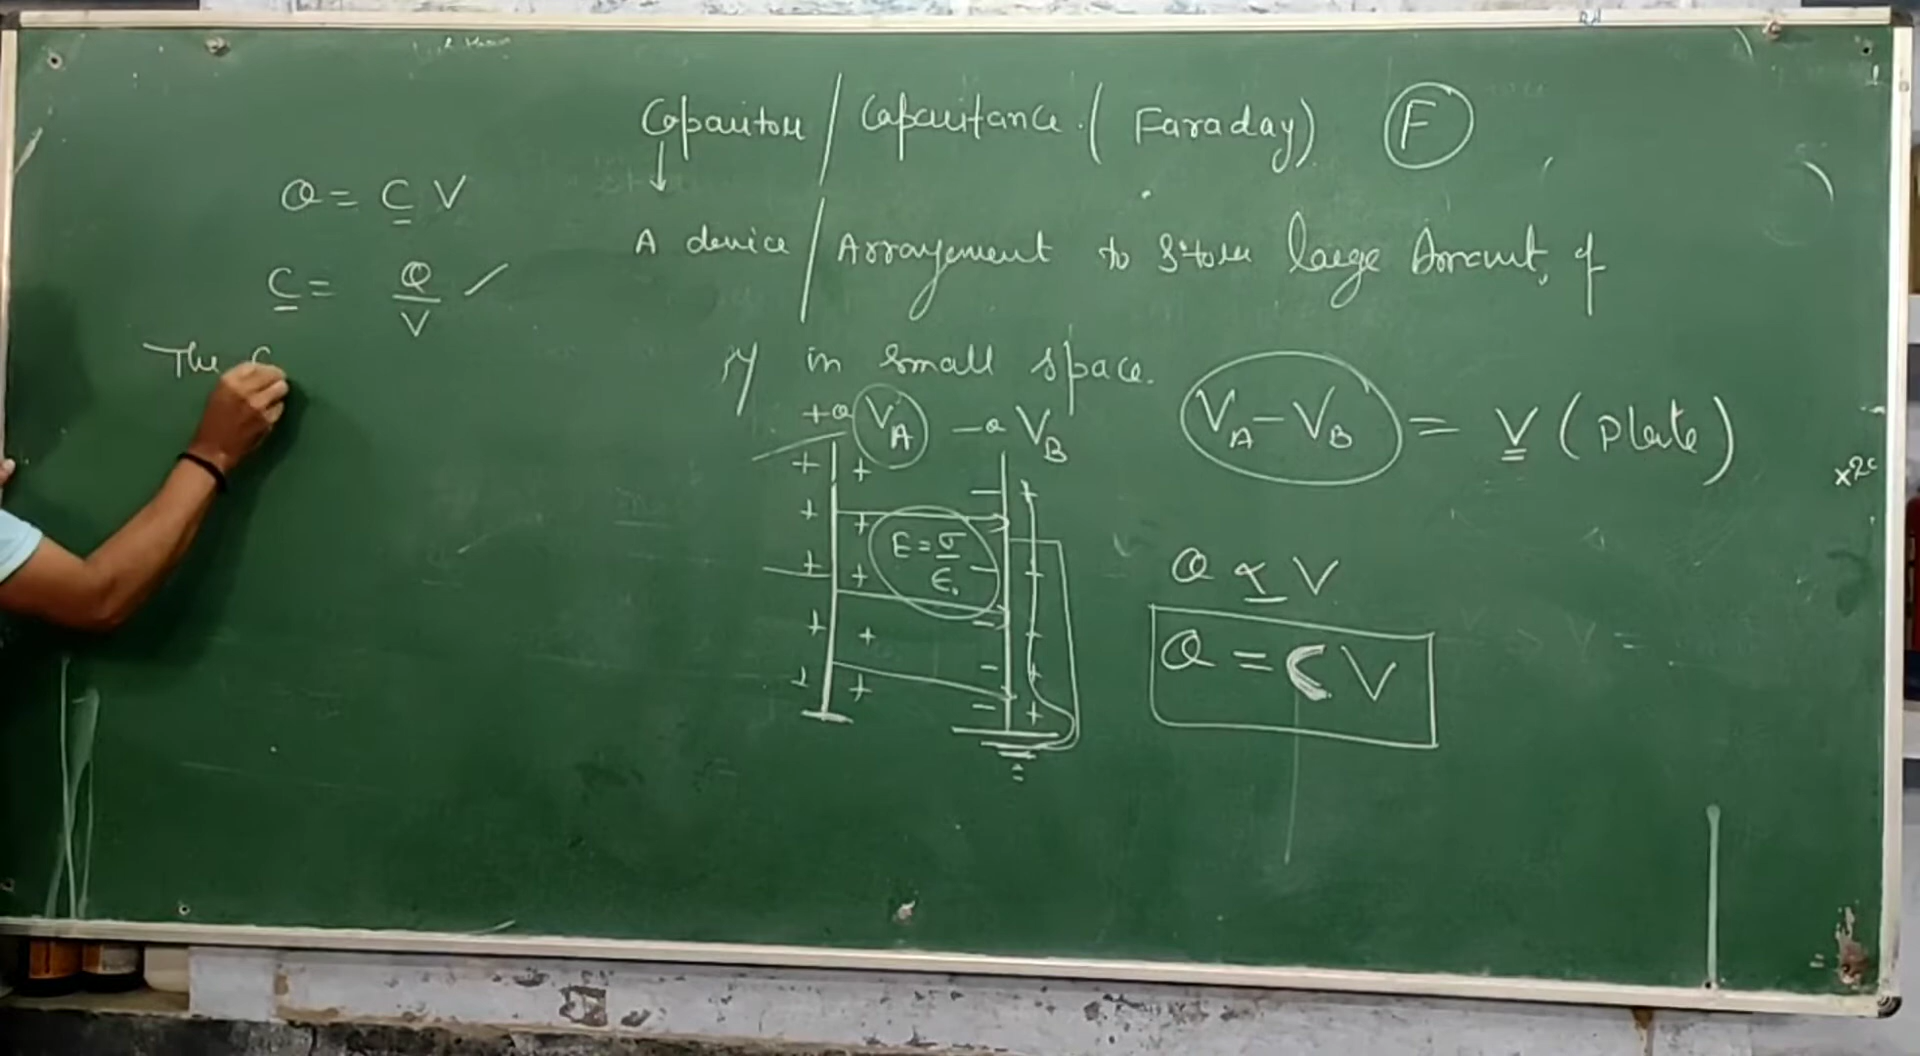 Capacitor / Capacitance. (Faraday) F
Q = C V
A device / Arrangement to store large Amount of
C = Q / V
The C
in small space.
+Q VA -Q VB
VA - VB = V (Plate)
E = σ / ε₀
Q ∝ V
Q = C V